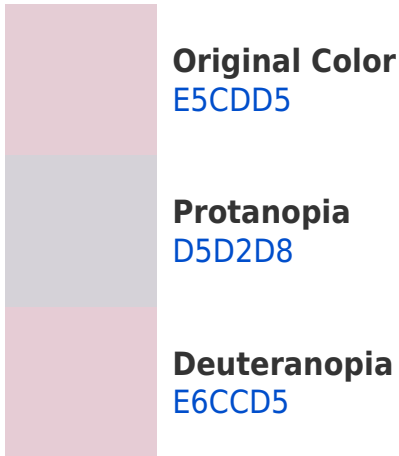 Original Color
E5CDD5
Protanopia
D5D2D8
Deuteranopia
E6CCD5